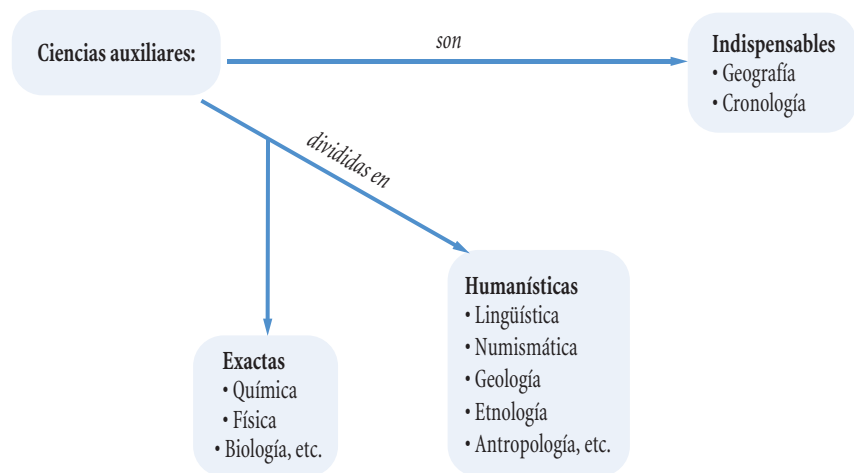 Ciencias auxiliares:
son
Indispensables
• Geografía
• Cronología
divididas en
Exactas
• Química
• Física
• Biología, etc.
Humanísticas
• Lingüística
• Numismática
• Geología
• Etnología
• Antropología, etc.